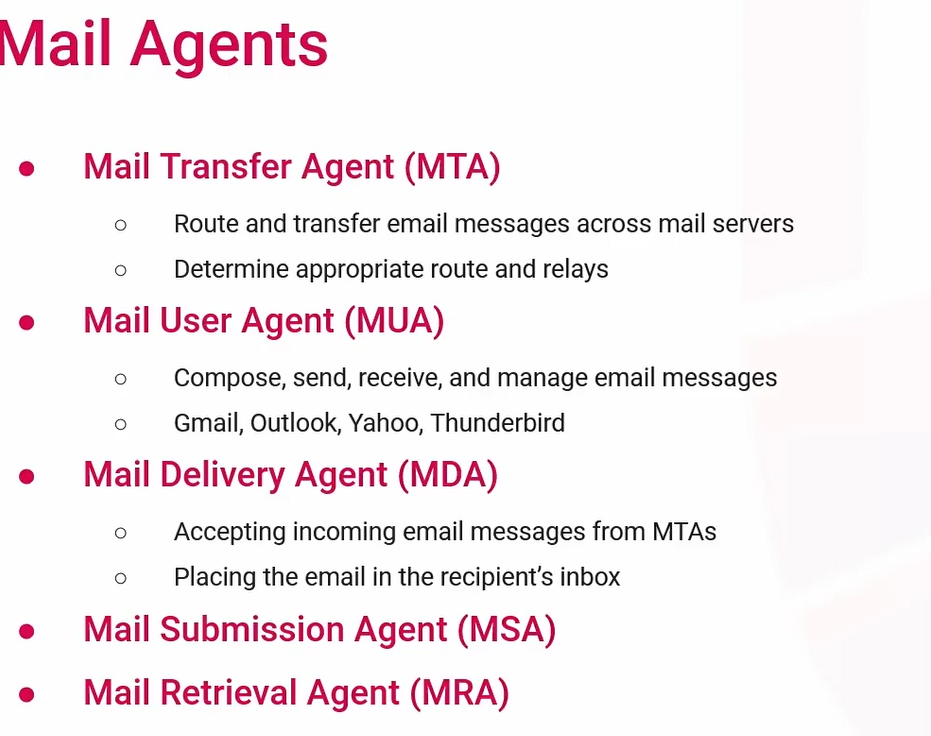 Mail Agents
● Mail Transfer Agent (MTA)
○ Route and transfer email messages across mail servers
○ Determine appropriate route and relays
● Mail User Agent (MUA)
○ Compose, send, receive, and manage email messages
○ Gmail, Outlook, Yahoo, Thunderbird
● Mail Delivery Agent (MDA)
○ Accepting incoming email messages from MTAs
○ Placing the email in the recipient’s inbox
● Mail Submission Agent (MSA)
● Mail Retrieval Agent (MRA)